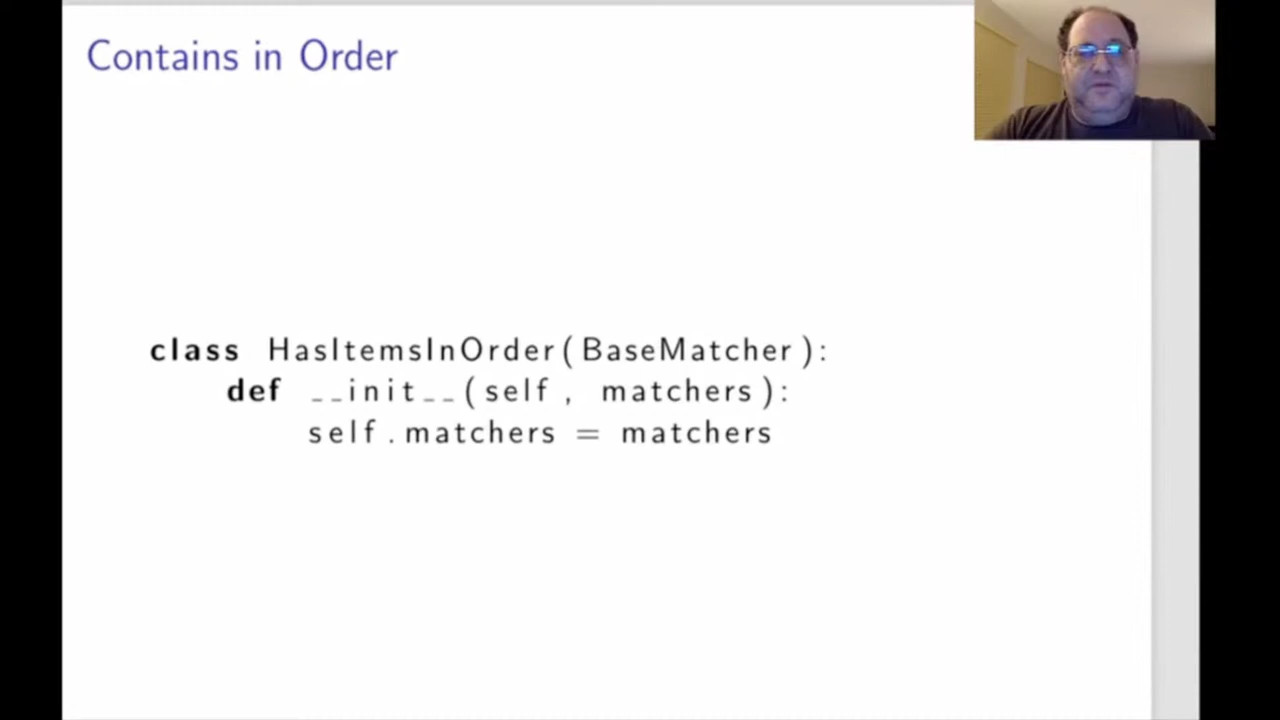 Contains in Order
class HasItemsInOrder(BaseMatcher):
def __init__(self, matchers):
self.matchers = matchers